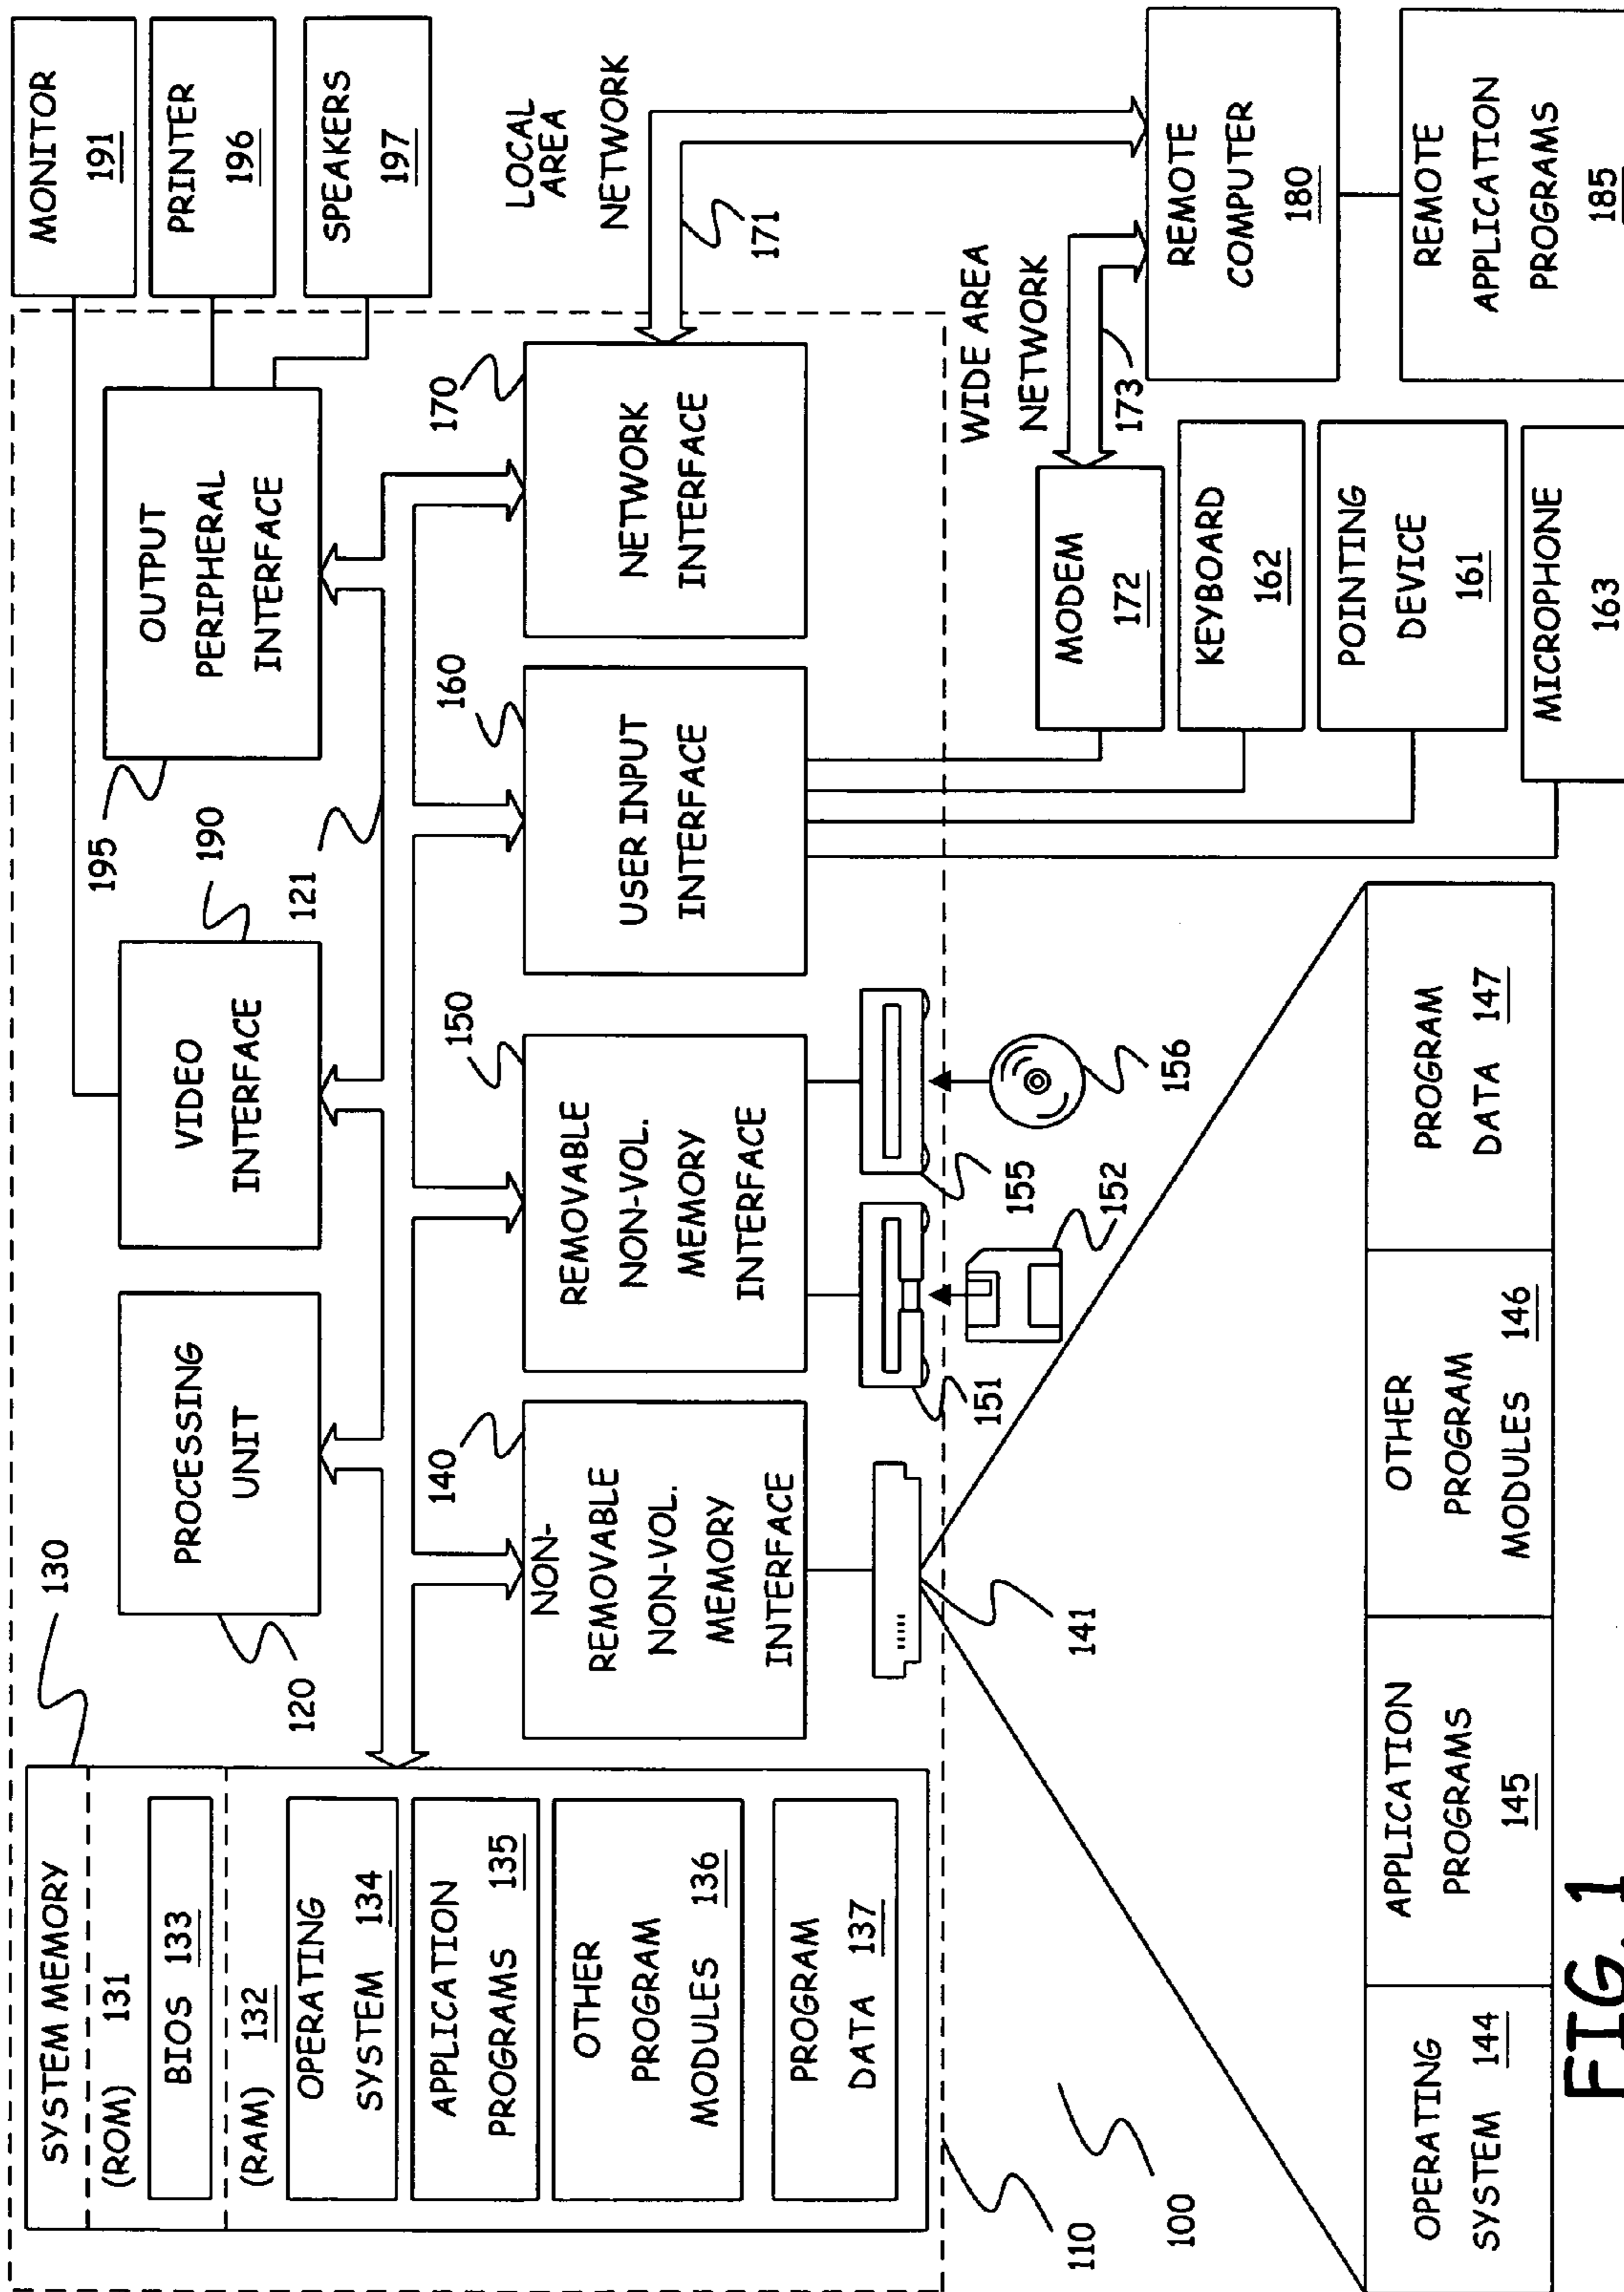 SYSTEM MEMORY
(ROM) 131
BIOS 133
(RAM) 132
OPERATING
SYSTEM 134
APPLICATION
PROGRAMS 135
OTHER
PROGRAM
MODULES 136
PROGRAM
DATA 137
130
120
PROCESSING
UNIT
VIDEO
INTERFACE
190
121
195
OUTPUT
PERIPHERAL
INTERFACE
MONITOR
191
PRINTER
196
SPEAKERS
197
140
NON-
REMOVABLE
NON-VOL.
MEMORY
INTERFACE
150
REMOVABLE
NON-VOL.
MEMORY
INTERFACE
160
USER INPUT
INTERFACE
170
NETWORK
INTERFACE
LOCAL
AREA
NETWORK
171
141
151
152
155
156
WIDE AREA
NETWORK
173
MODEM
172
KEYBOARD
162
POINTING
DEVICE
161
MICROPHONE
163
REMOTE
COMPUTER
180
REMOTE
APPLICATION
PROGRAMS
185
110
100
OPERATING
SYSTEM 144
APPLICATION
PROGRAMS
145
OTHER
PROGRAM
MODULES 146
PROGRAM
DATA 147
FIG. 1